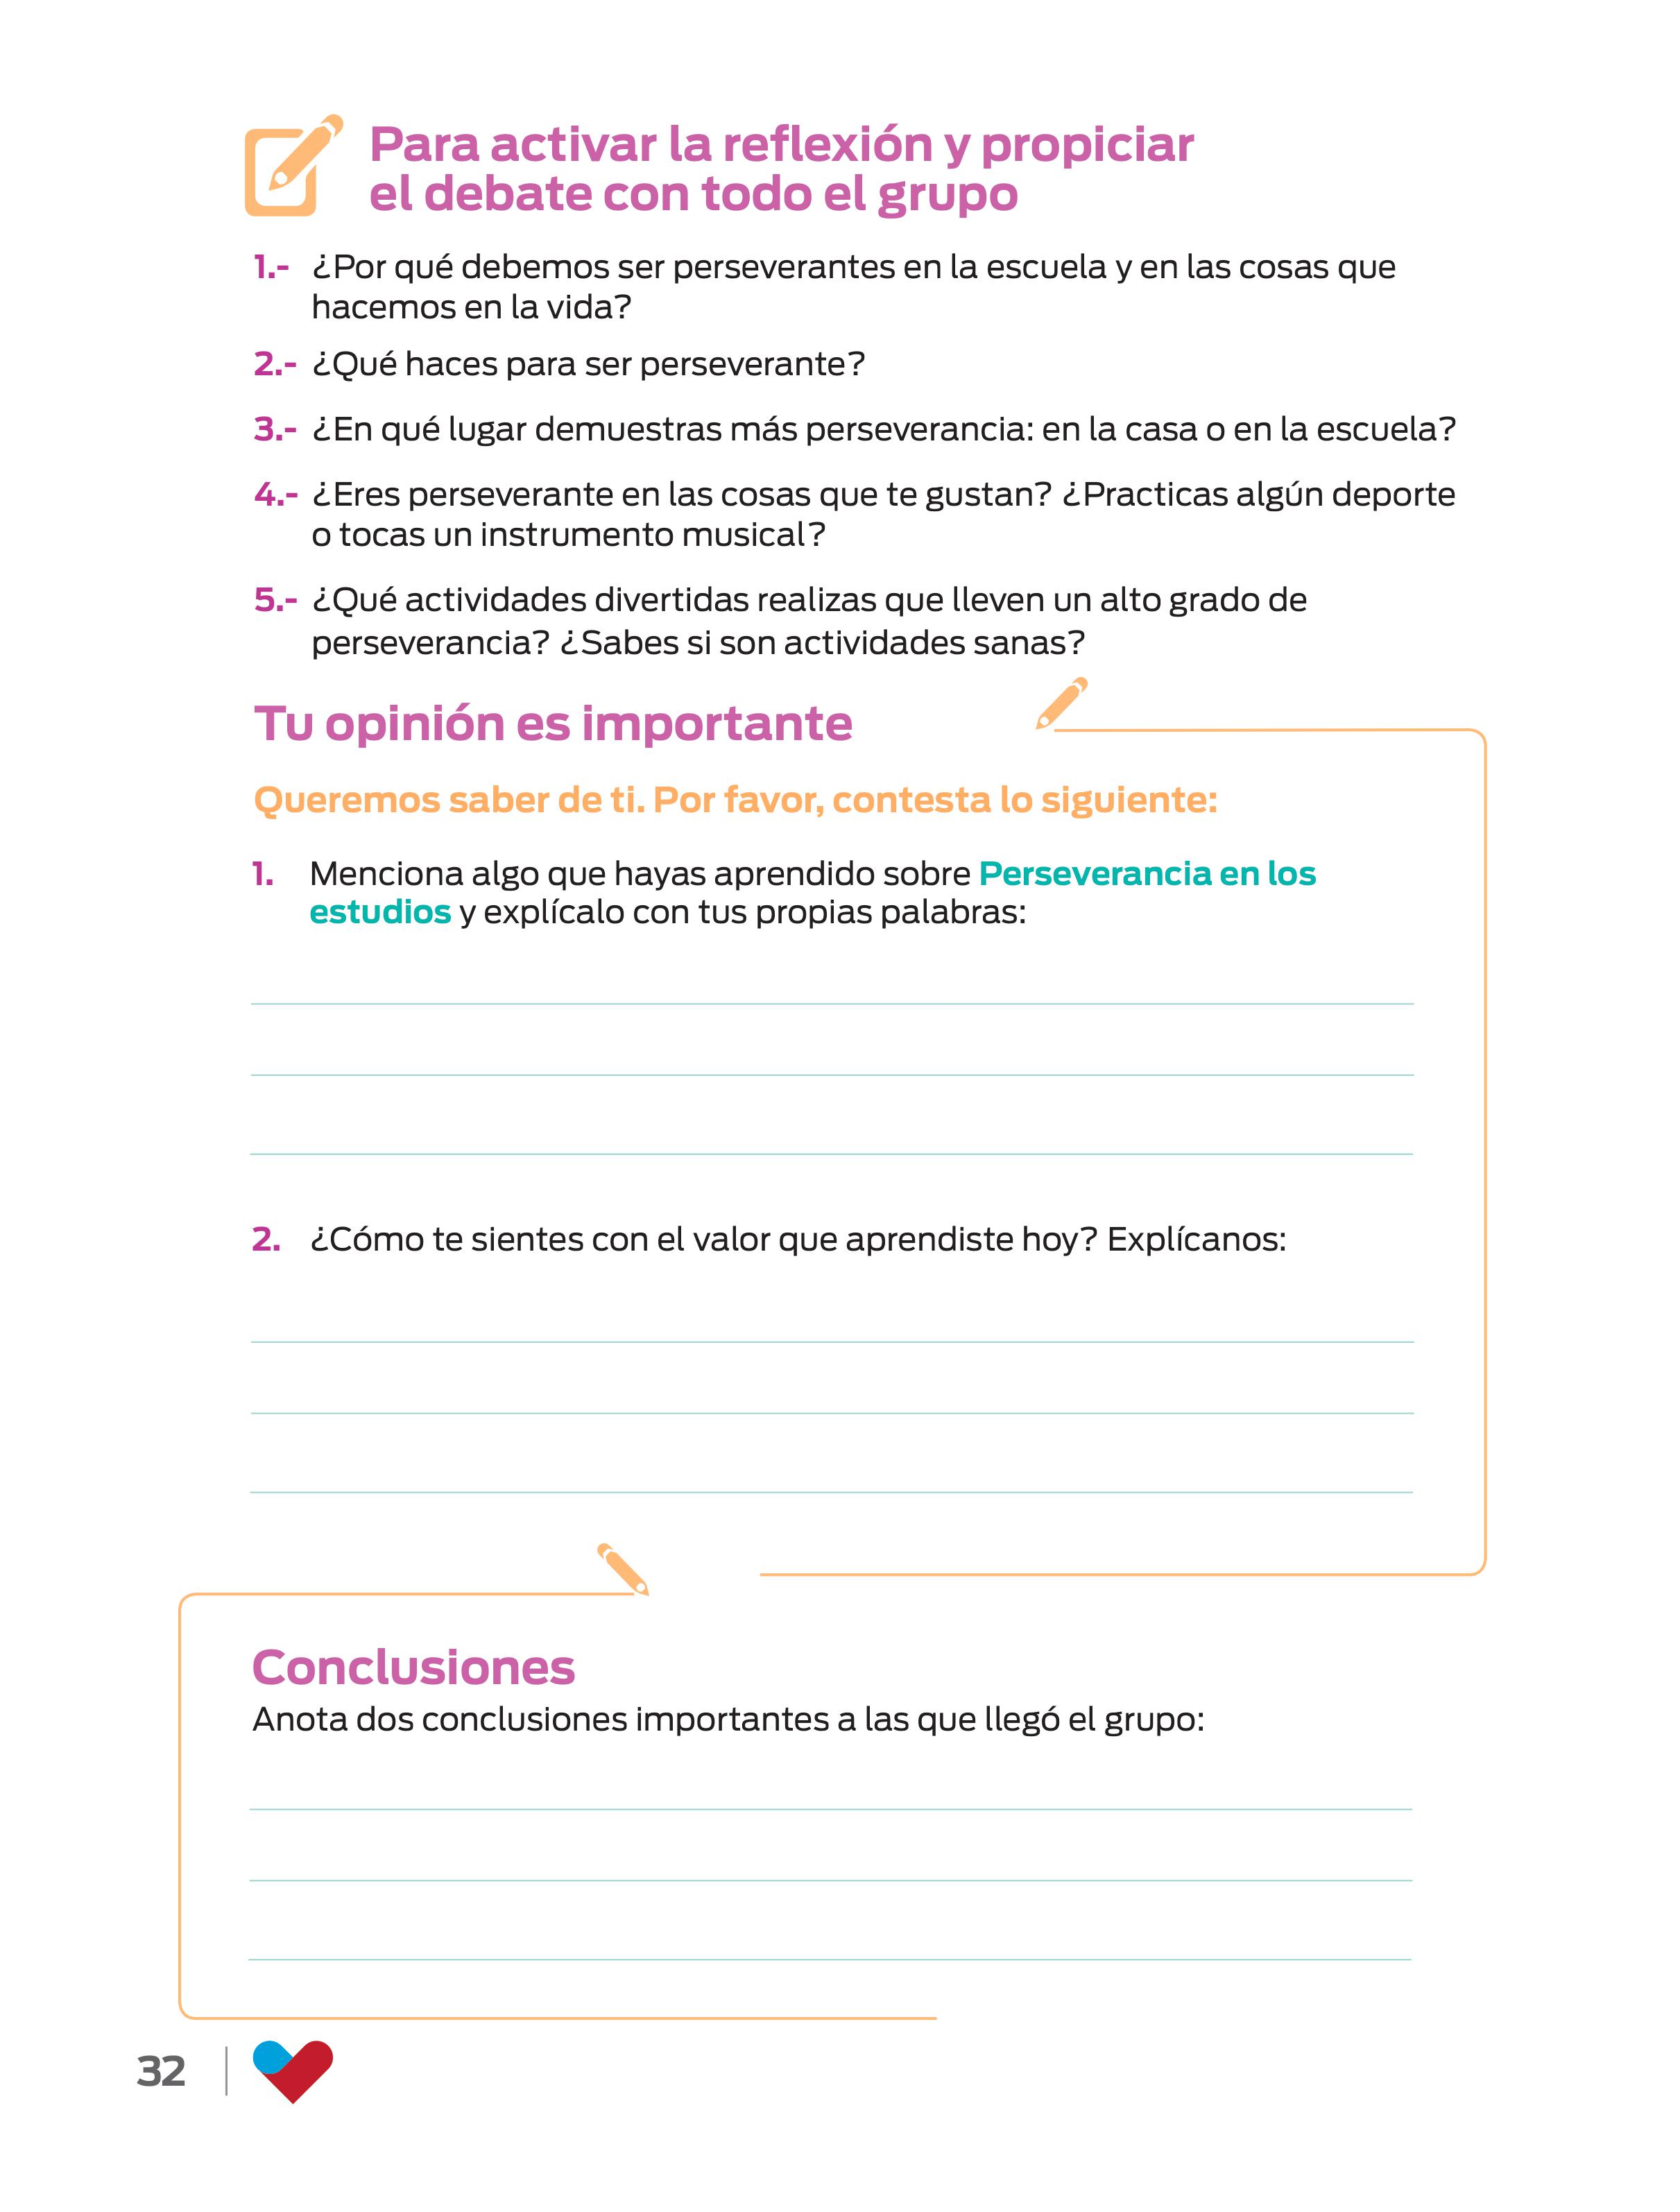 Para activar la reflexión y propiciar
el debate con todo el grupo
1.- ¿Por qué debemos ser perseverantes en la escuela y en las cosas que
hacemos en la vida?
2.- ¿Qué haces para ser perseverante?
3.- ¿En qué lugar demuestras más perseverancia: en la casa o en la escuela?
4.- ¿Eres perseverante en las cosas que te gustan? ¿Practicas algún deporte
o tocas un instrumento musical?
5.- ¿Qué actividades divertidas realizas que lleven un alto grado de
perseverancia? ¿Sabes si son actividades sanas?
Tu opinión es importante
Queremos saber de ti. Por favor, contesta lo siguiente:
1. Menciona algo que hayas aprendido sobre Perseverancia en los
estudios y explícalo con tus propias palabras:
2. ¿Cómo te sientes con el valor que aprendiste hoy? Explícanos:
Conclusiones
Anota dos conclusiones importantes a las que llegó el grupo:
32